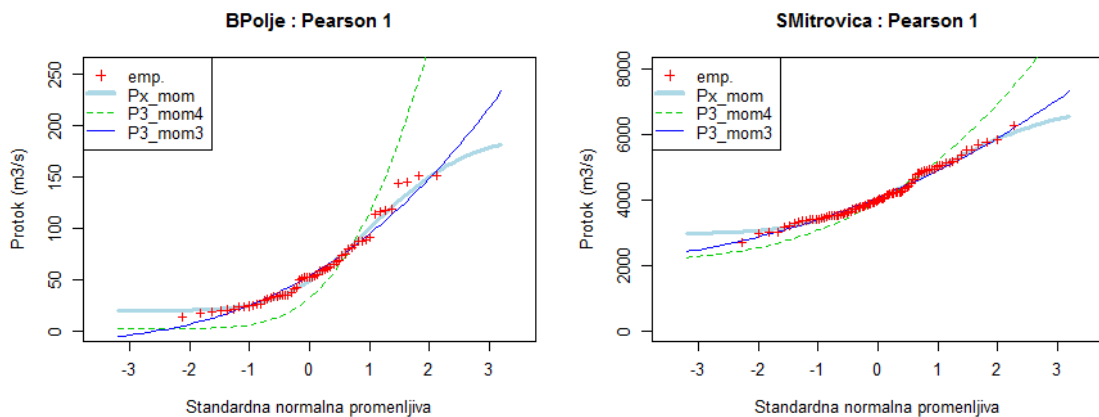 BPolje : Pearson 1
Protok (m3/s)
250
200
150
100
50
0
emp.
Px_mom
P3_mom4
P3_mom3
-3 -2 -1 0 1 2 3
Standardna normalna promenljiva
SMitrovica : Pearson 1
Protok (m3/s)
8000
6000
4000
2000
0
emp.
Px_mom
P3_mom4
P3_mom3
-3 -2 -1 0 1 2 3
Standardna normalna promenljiva